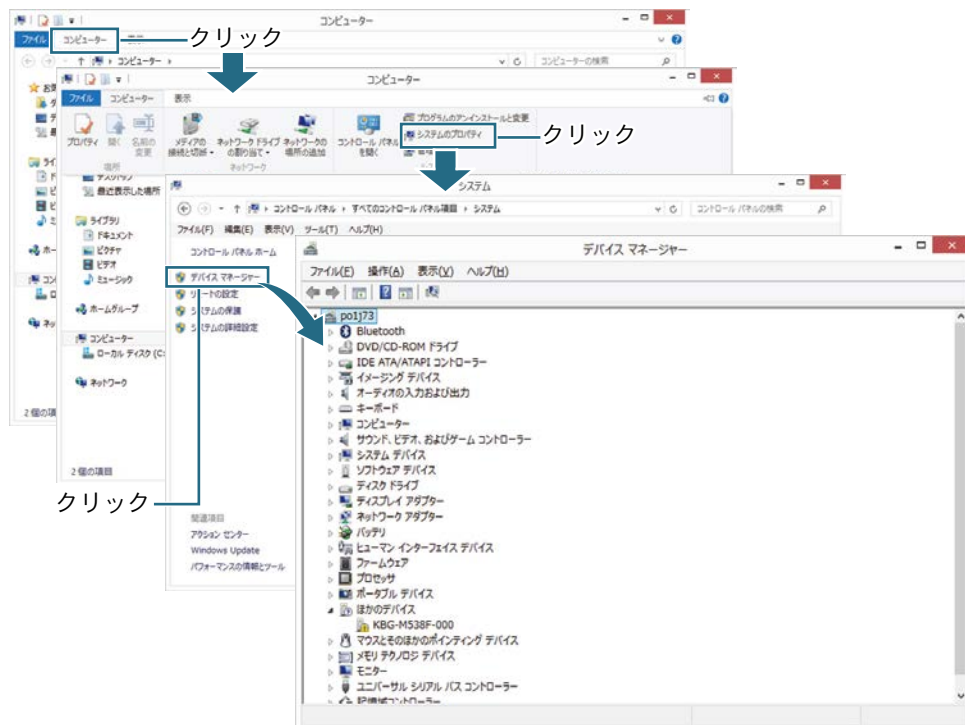 コンピューター
ファイル コンピューター
クリック
コンピューター コンピューターの検索
コンピューター
ファイル コンピューター 表示
プロパティ 開く 名前の変更
メディアの接続と切断 ネットワーク ドライブの割り当て ネットワークの場所の追加
コントロール パネルを開く
プログラムのアンインストールと変更
システムのプロパティ
クリック
場所 ネットワーク
最近表示した場所
ライブラリ
ドキュメント
ピクチャ
ビデオ
ミュージック
ホームグループ
コンピューター
ローカル ディスク (C:
ネットワーク
2 個の項目
2 個の項目
システム
コントロール パネル すべてのコントロール パネル項目 システム コントロール パネルの検索
ファイル(F) 編集(E) 表示(V) ツール(T) ヘルプ(H)
コントロール パネル ホーム
デバイス マネージャー
リモートの設定
システムの保護
システムの詳細設定
クリック
関連項目
アクション センター
Windows Update
パフォーマンスの情報とツール
デバイス マネージャー
ファイル(F) 操作(A) 表示(V) ヘルプ(H)
po1j73
Bluetooth
DVD/CD-ROM ドライブ
IDE ATA/ATAPI コントローラー
イメージング デバイス
オーディオの入力および出力
キーボード
コンピューター
サウンド、ビデオ、およびゲーム コントローラー
システム デバイス
ソフトウェア デバイス
ディスク ドライブ
ディスプレイ アダプター
ネットワーク アダプター
バッテリ
ヒューマン インターフェイス デバイス
ファームウェア
プロセッサ
ポータブル デバイス
ほかのデバイス
KBG-M538F-000
マウスとそのほかのポインティング デバイス
メモリ テクノロジ デバイス
モニター
ユニバーサル シリアル バス コントローラー
記憶域コントローラー